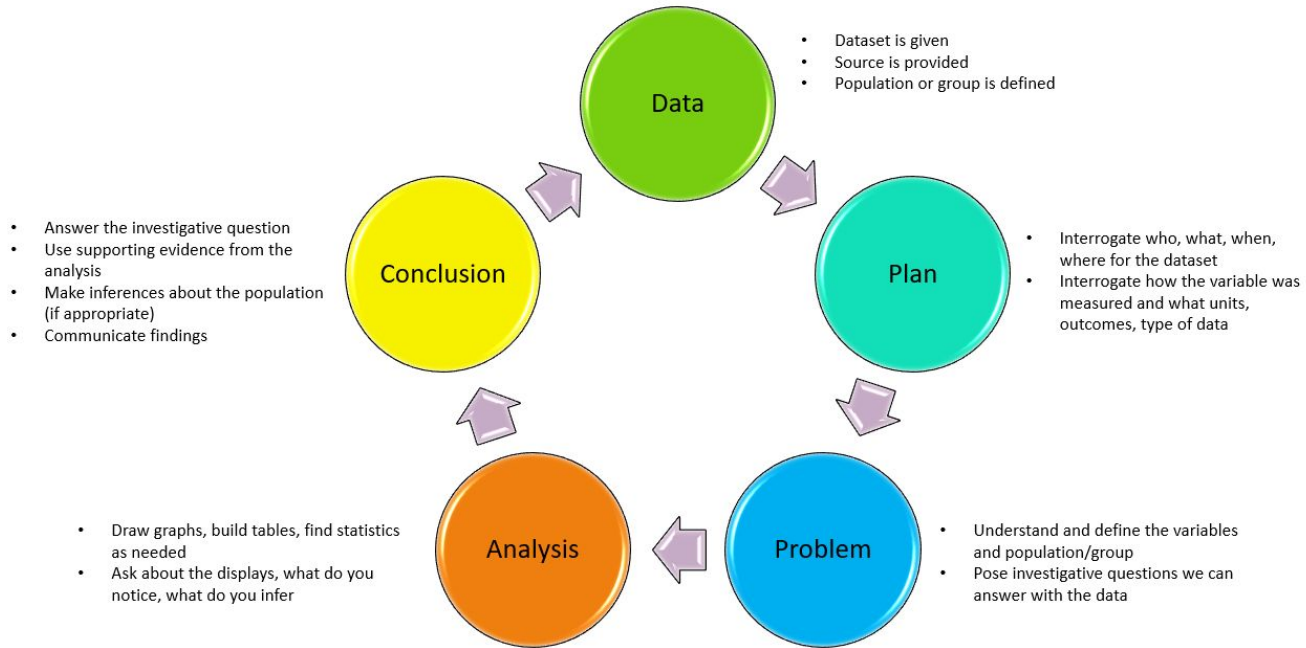 Data
• Dataset is given
• Source is provided
• Population or group is defined
Plan
• Interrogate who, what, when,
where for the dataset
• Interrogate how the variable was
measured and what units,
outcomes, type of data
Problem
• Understand and define the variables
and population/group
• Pose investigative questions we can
answer with the data
Analysis
• Draw graphs, build tables, find statistics
as needed
• Ask about the displays, what do you
notice, what do you infer
Conclusion
• Answer the investigative question
• Use supporting evidence from the
analysis
• Make inferences about the population
(if appropriate)
• Communicate findings